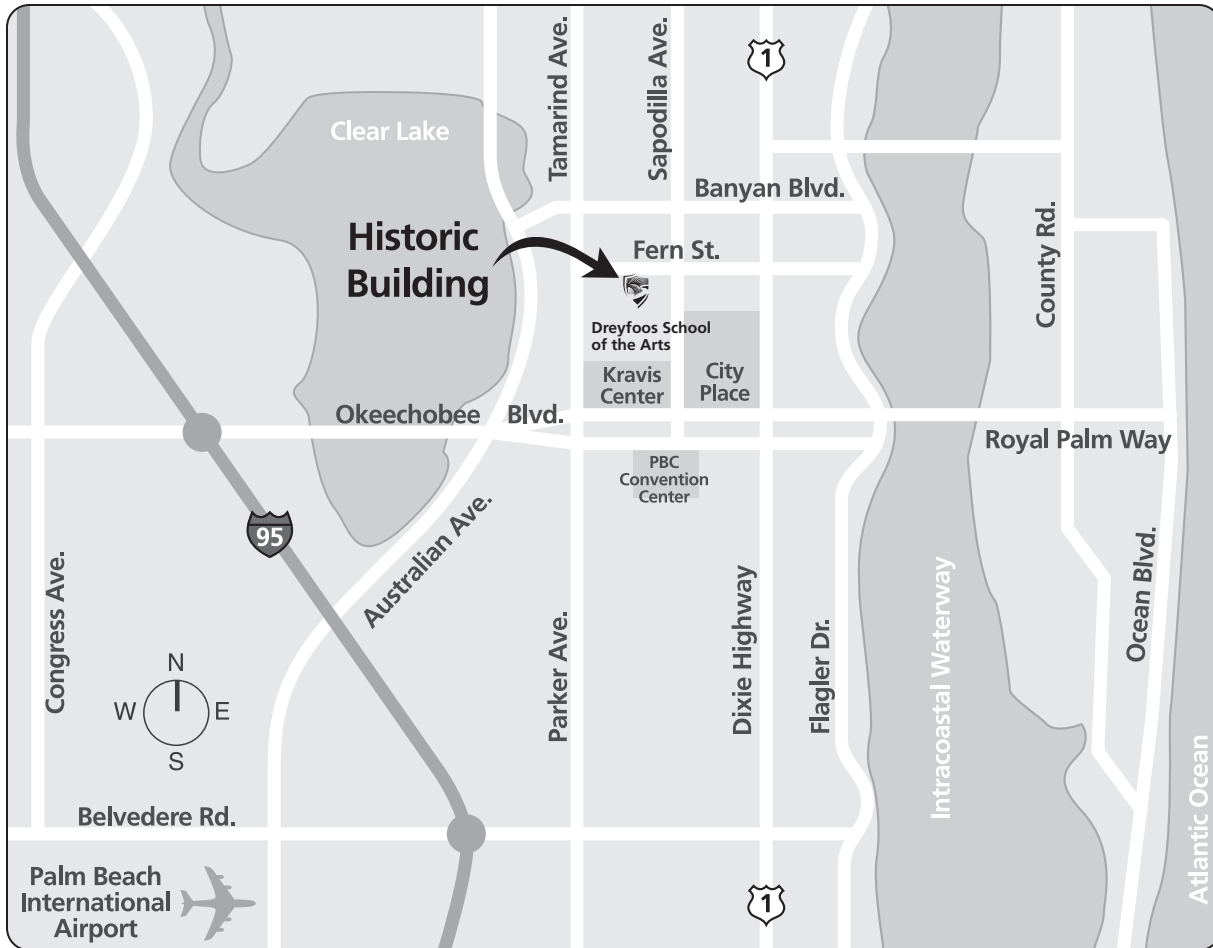 Tamarind Ave.
Sapodilla Ave.
1
Clear Lake
Banyan Blvd.
Historic
Building
Fern St.
County Rd.
Dreyfoos School
of the Arts
Kravis
Center
City
Place
Okeechobee Blvd.
Royal Palm Way
PBC
Convention
Center
95
Australian Ave.
Congress Ave.
Parker Ave.
Dixie Highway
Flagler Dr.
Intracoastal Waterway
Ocean Blvd.
Atlantic Ocean
N
W E
S
Belvedere Rd.
Palm Beach
International
Airport
1